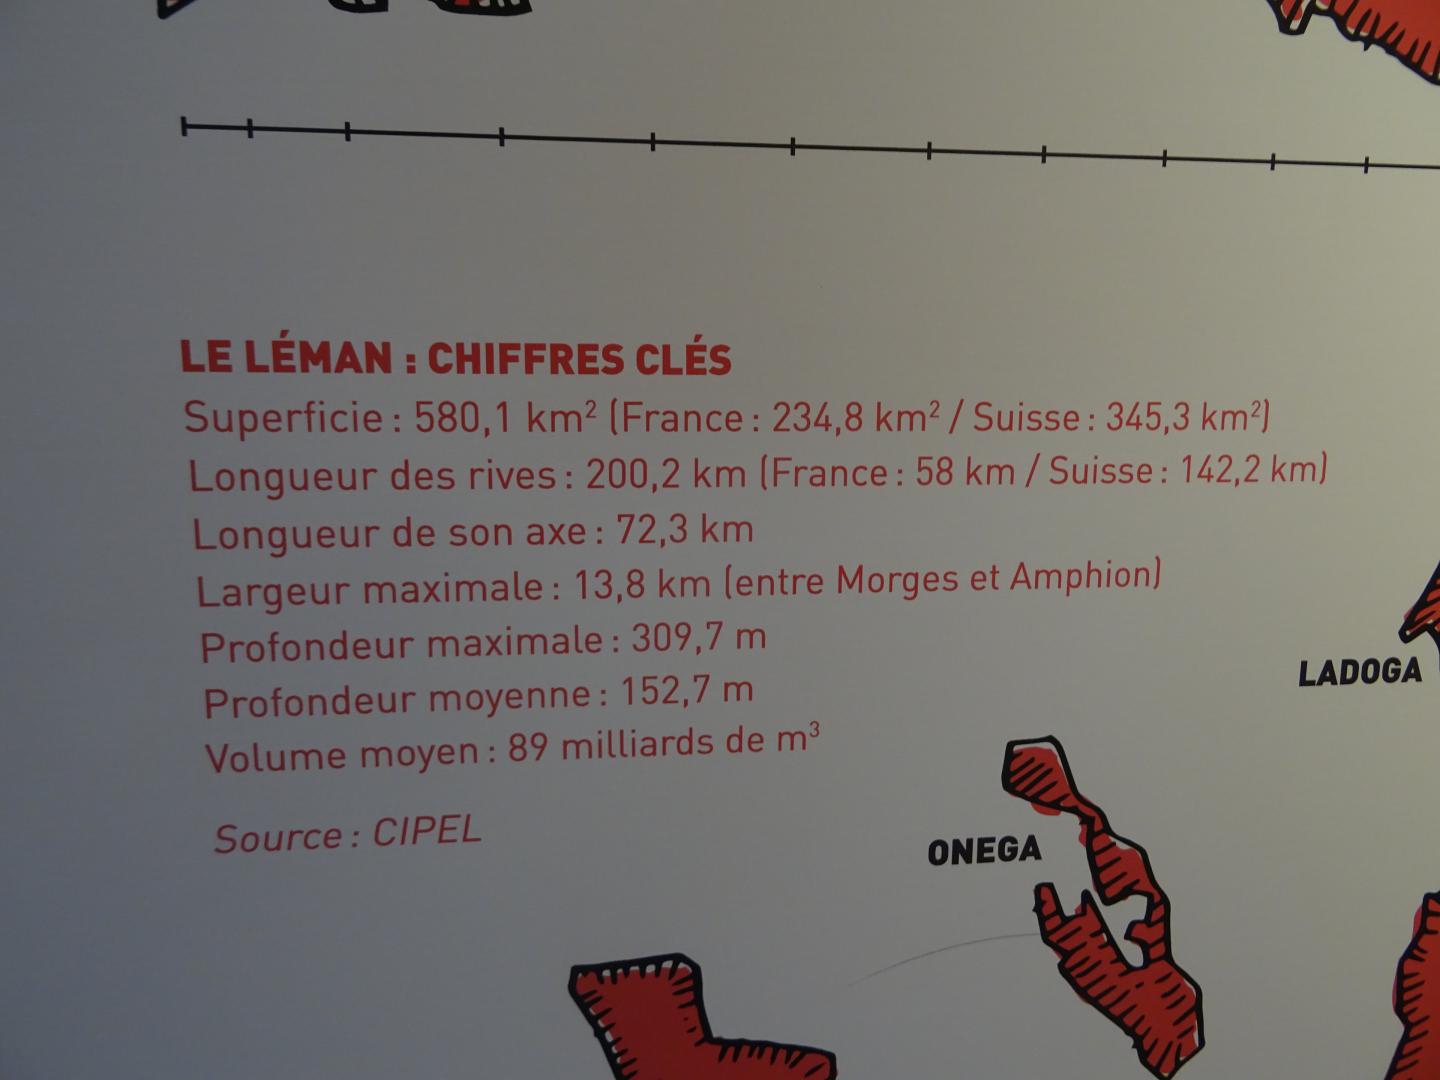 LE LÉMAN : CHIFFRES CLÉS
Superficie : 580,1 km² (France : 234,8 km² / Suisse : 345,3 km²)
Longueur des rives : 200,2 km (France : 58 km / Suisse : 142,2 km)
Longueur de son axe : 72,3 km
Largeur maximale : 13,8 km (entre Morges et Amphion)
Profondeur maximale : 309,7 m
Profondeur moyenne : 152,7 m
Volume moyen : 89 milliards de m³
Source : CIPEL
LADOGA
ONEGA